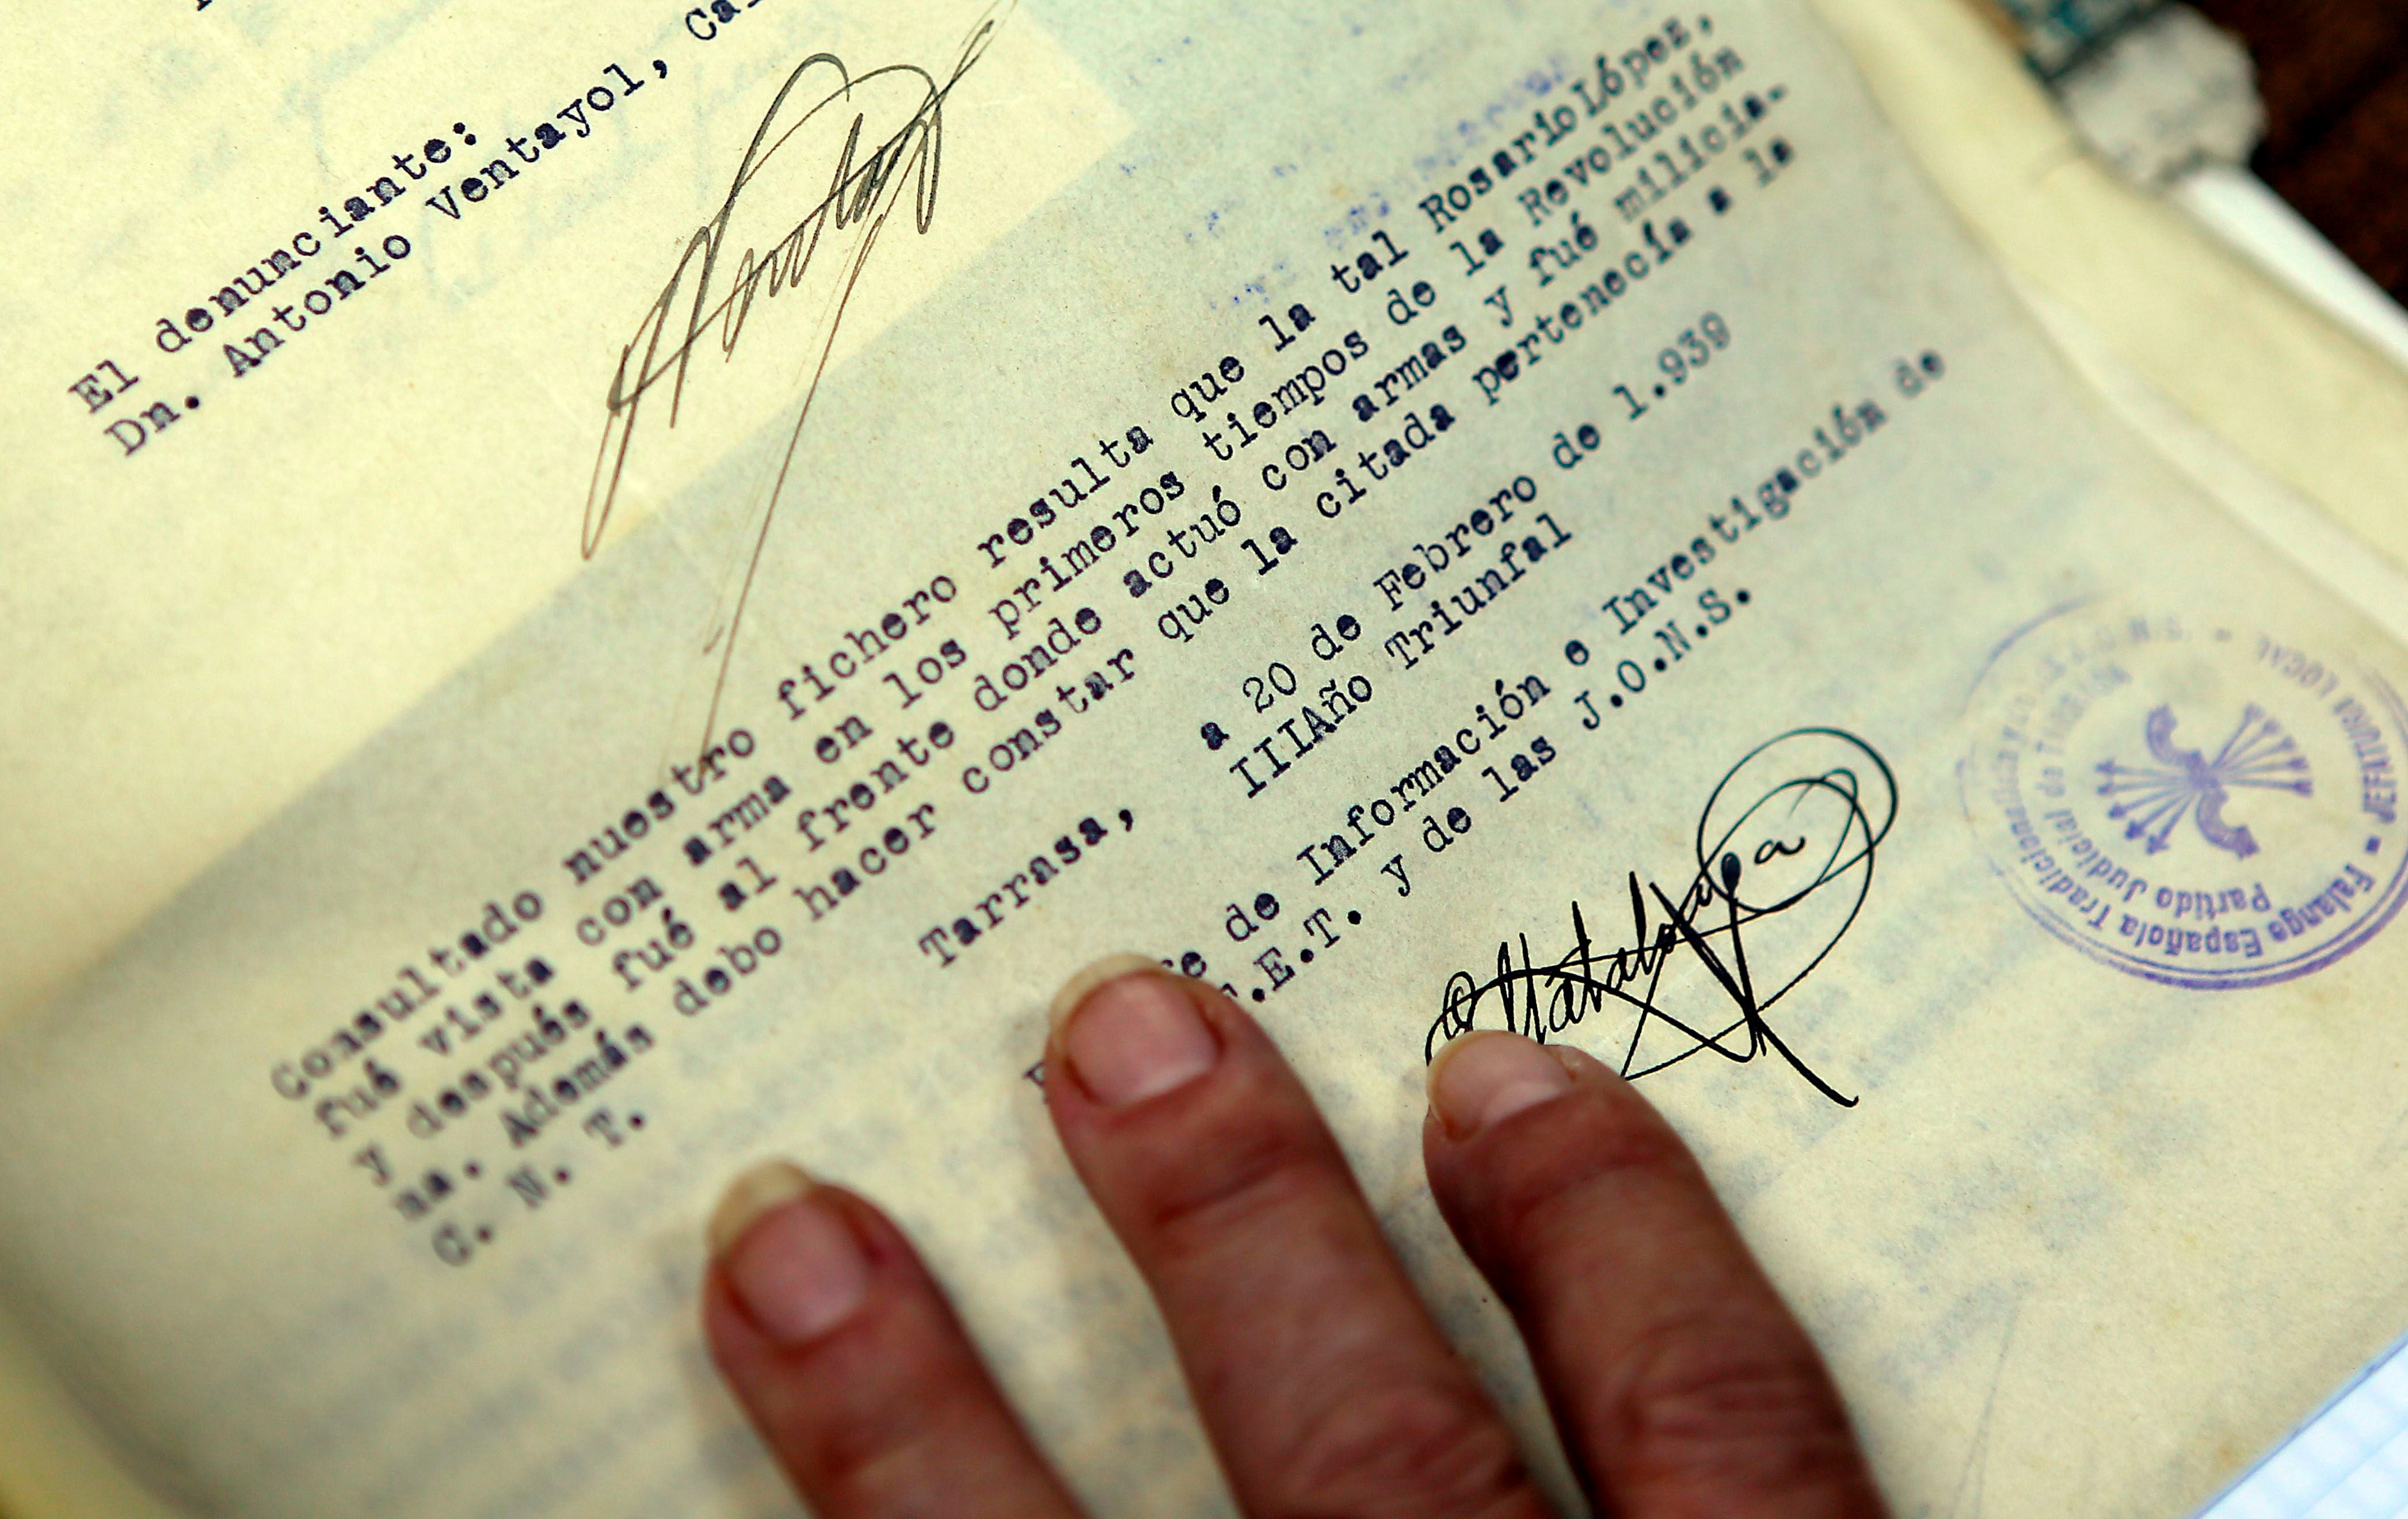 El denunciante:
Dn. Antonio Ventayol,
Consultado nuestro fichero resulta que la tal Rosario López,
fué vista con arma en los primeros tiempos de la Revolución
y después fué al frente donde actuó con armas y fué milicia-
na. Además debo hacer constar que la citada pertenecía a la
C. N. T.
Tarrasa, a 20 de Febrero de 1.939
IIIAño Triunfal
de Información e Investigación de
.E.T. y de las J.O.N.S.
Falange Española Tradicionalista y
JEFATURA LOCAL
Partido Judicial de